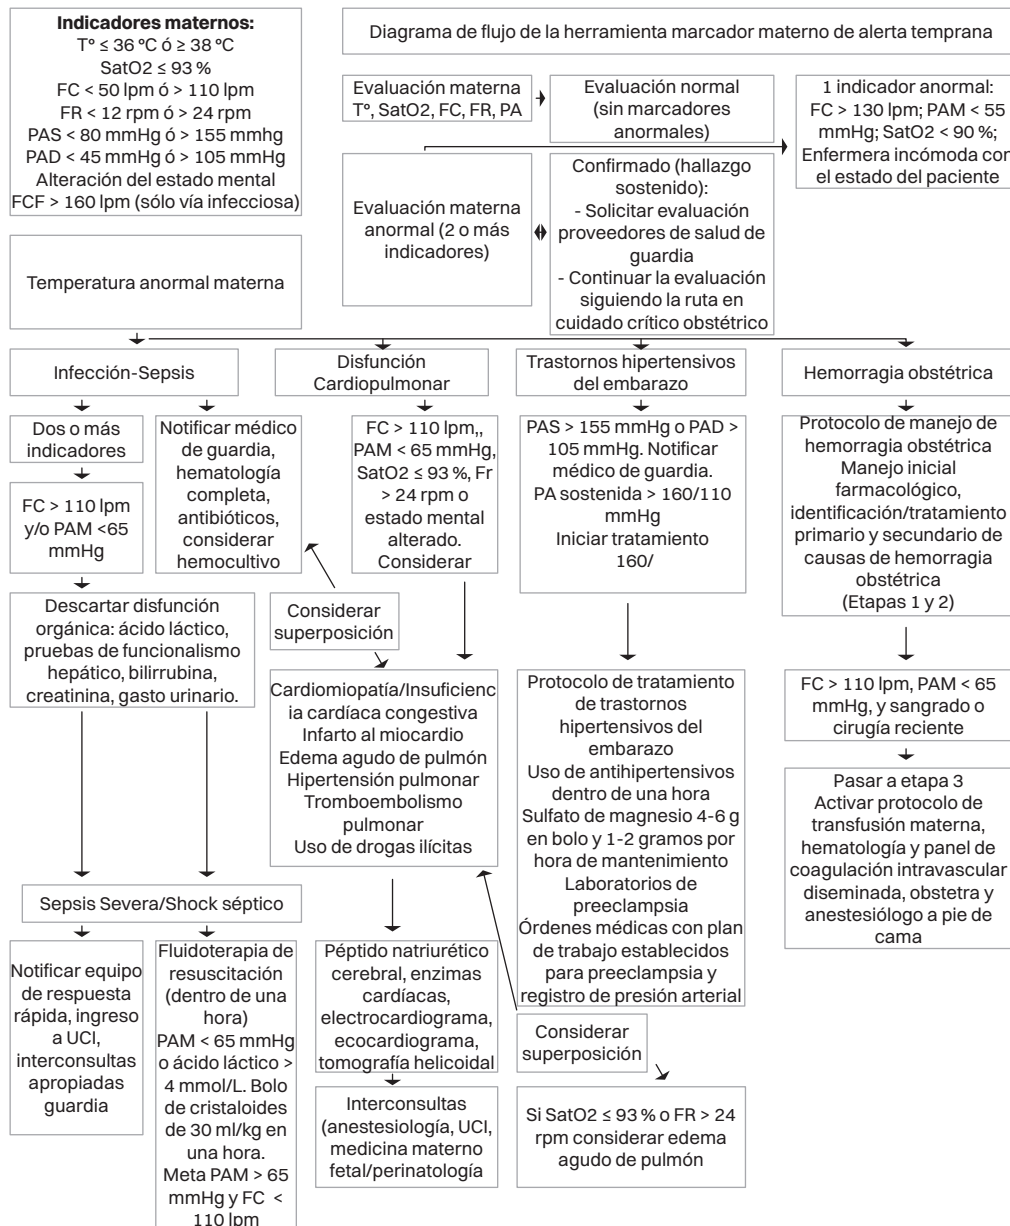 Indicadores maternos:
Tº ≤ 36 ºC ó ≥ 38 ºC
SatO2 ≤ 93 %
FC < 50 lpm ó > 110 lpm
FR < 12 rpm ó > 24 rpm
PAS < 80 mmHg ó > 155 mmhg
PAD < 45 mmHg ó > 105 mmHg
Alteración del estado mental
FCF > 160 lpm (sólo vía infecciosa)
Diagrama de flujo de la herramienta marcador materno de alerta temprana
Evaluación materna
Tº, SatO2, FC, FR, PA
Evaluación normal
(sin marcadores
anormales)
1 indicador anormal:
FC > 130 lpm; PAM < 55
mmHg; SatO2 < 90 %;
Enfermera incómoda con
el estado del paciente
Evaluación materna
anormal (2 o más
indicadores)
Confirmado (hallazgo
sostenido):
- Solicitar evaluación
proveedores de salud de
guardia
- Continuar la evaluación
siguiendo la ruta en
cuidado crítico obstétrico
Temperatura anormal materna
Infección-Sepsis
Disfunción
Cardiopulmonar
Trastornos hipertensivos
del embarazo
Hemorragia obstétrica
Dos o más
indicadores
FC > 110 lpm
y/o PAM <65
mmHg
Notificar médico
de guardia,
hematología
completa,
antibióticos,
considerar
hemocultivo
FC > 110 lpm,,
PAM < 65 mmHg,
SatO2 ≤ 93 %, Fr
> 24 rpm o
estado mental
alterado.
Considerar
PAS > 155 mmHg o PAD >
105 mmHg. Notificar
médico de guardia.
PA sostenida > 160/110
mmHg
Iniciar tratamiento
160/
Protocolo de manejo de
hemorragia obstétrica
Manejo inicial
farmacológico,
identificación/tratamiento
primario y secundario de
causas de hemorragia
obstétrica
(Etapas 1 y 2)
Descartar disfunción
orgánica: ácido láctico,
pruebas de funcionalismo
hepático, bilirrubina,
creatinina, gasto urinario.
Considerar
superposición
Cardiomiopatía/Insuficienc
ia cardíaca congestiva
Infarto al miocardio
Edema agudo de pulmón
Hipertensión pulmonar
Tromboembolismo
pulmonar
Uso de drogas ilícitas
Protocolo de tratamiento
de trastornos
hipertensivos del
embarazo
Uso de antihipertensivos
dentro de una hora
Sulfato de magnesio 4-6 g
en bolo y 1-2 gramos por
hora de mantenimiento
Laboratorios de
preeclampsia
Órdenes médicas con plan
de trabajo establecidos
para preeclampsia y
registro de presión arterial
FC > 110 lpm, PAM < 65
mmHg, y sangrado o
cirugía reciente
Pasar a etapa 3
Activar protocolo de
transfusión materna,
hematología y panel de
coagulación intravascular
diseminada, obstetra y
anestesiólogo a pie de
cama
Sepsis Severa/Shock séptico
Notificar equipo
de respuesta
rápida, ingreso
a UCI,
interconsultas
apropiadas
guardia
Fluidoterapia de
resuscitación
(dentro de una
hora)
PAM < 65 mmHg
o ácido láctico >
4 mmol/L. Bolo
de cristaloides
de 30 ml/kg en
una hora.
Meta PAM > 65
mmHg y FC <
110 lpm
Péptido natriurético
cerebral, enzimas
cardíacas,
electrocardiograma,
ecocardiograma,
tomografía helicoidal
Interconsultas
(anestesiología, UCI,
medicina materno
fetal/perinatología
Considerar
superposición
Si SatO2 ≤ 93 % o FR > 24
rpm considerar edema
agudo de pulmón